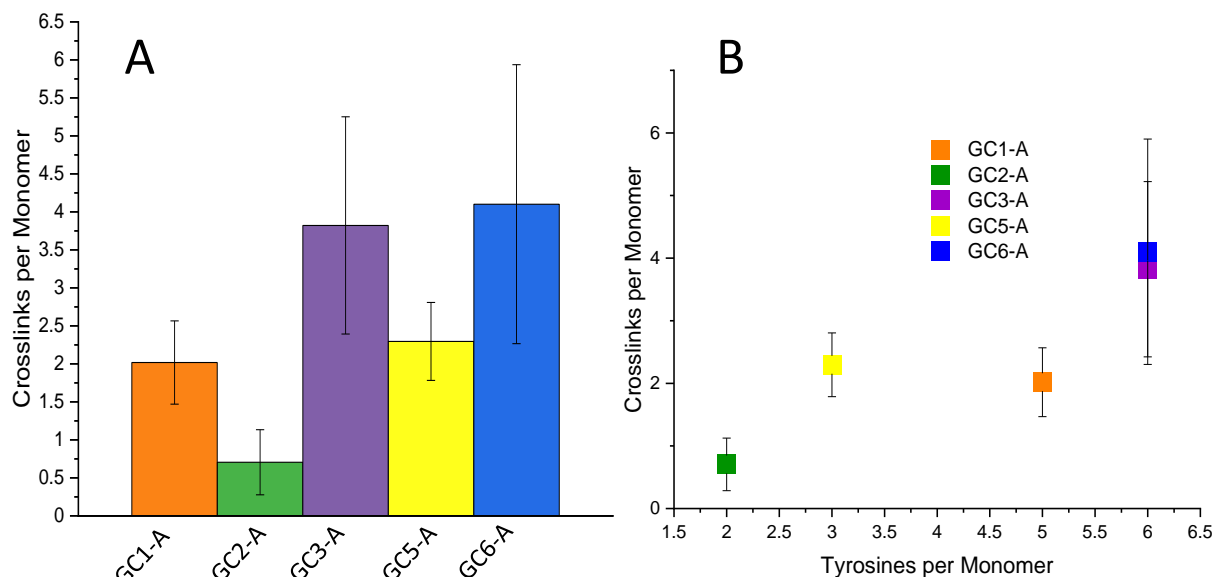 A
6.5
6
5.5
5
4.5
4
3.5
3
2.5
2
1.5
1
0.5
0
Crosslinks per Monomer
GC1-A
GC2-A
GC3-A
GC5-A
GC6-A
B
6
4
2
0
Crosslinks per Monomer
GC1-A
GC2-A
GC3-A
GC5-A
GC6-A
1.5 2 2.5 3 3.5 4 4.5 5 5.5 6 6.5
Tyrosines per Monomer